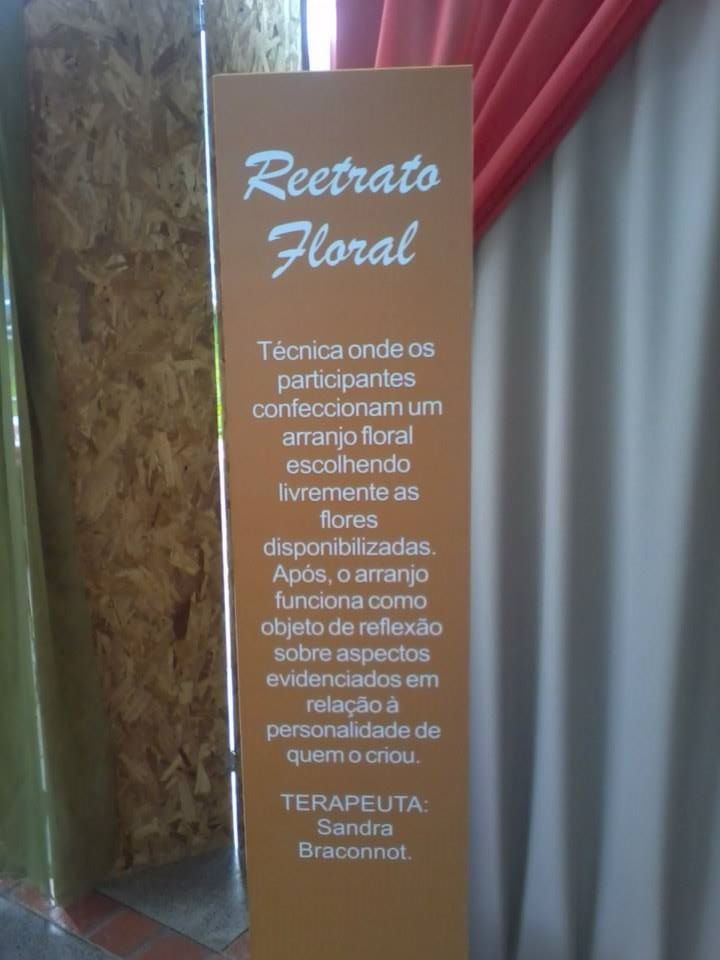 Reetrato
Floral
Técnica onde os
participantes
confeccionam um
arranjo floral
escolhendo
livremente as
flores
disponibilizadas.
Após, o arranjo
funciona como
objeto de reflexão
sobre aspectos
evidenciados em
relação à
personalidade de
quem o criou.
TERAPEUTA:
Sandra
Braconnot.